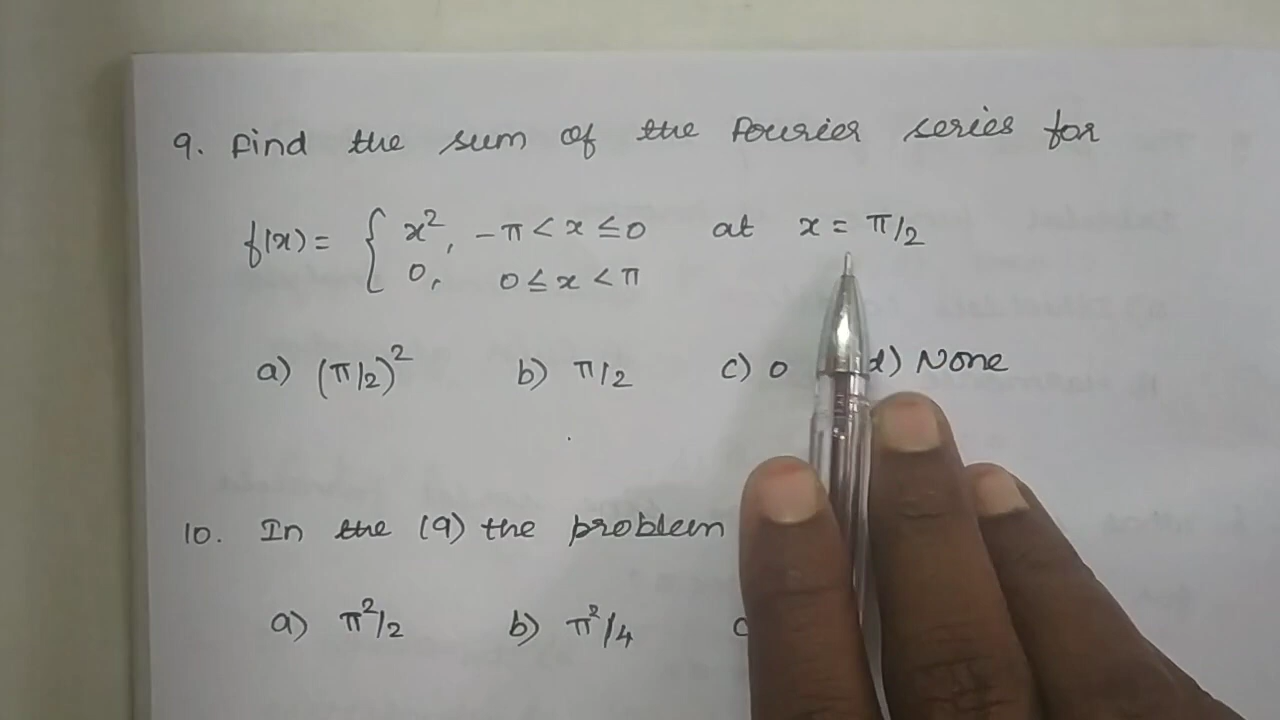 9. Find the sum of the Fourier series for
f(x) = { x², -π < x ≤ 0 at x = π/2
0, 0 ≤ x < π
a) (π/2)² b) π/2 c) 0 d) None
10. In the (9) the problem
a) π²/2 b) π²/4 c